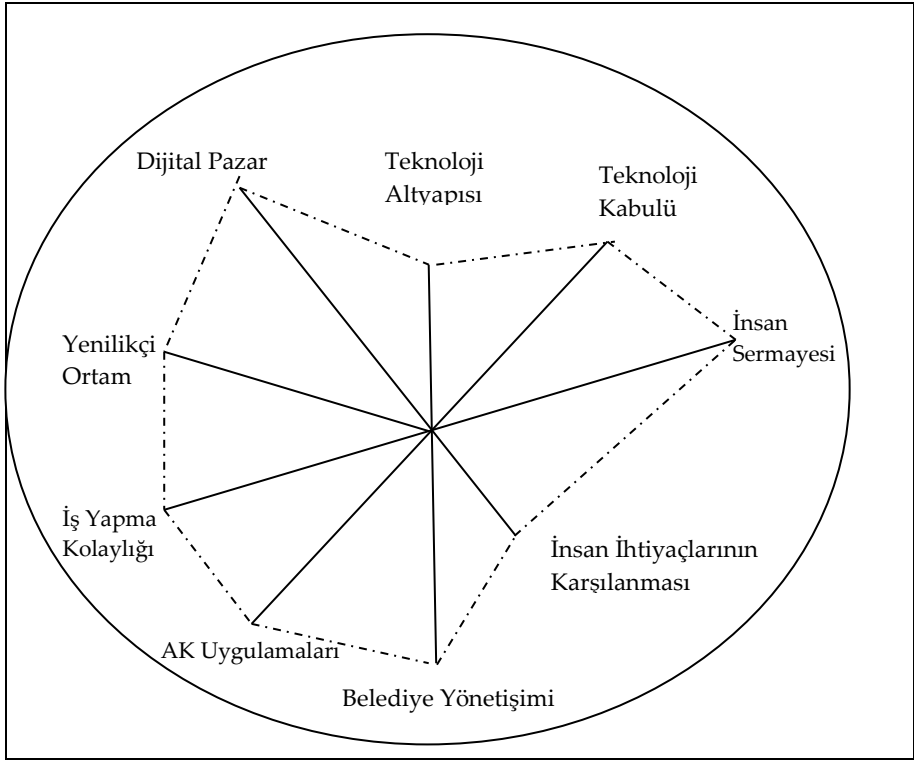 Dijital Pazar
Teknoloji
Altyapısı
Teknoloji
Kabulü
İnsan
Sermayesi
Yenilikçi
Ortam
İş Yapma
Kolaylığı
İnsan İhtiyaçlarının
Karşılanması
AK Uygulamaları
Belediye Yönetişimi